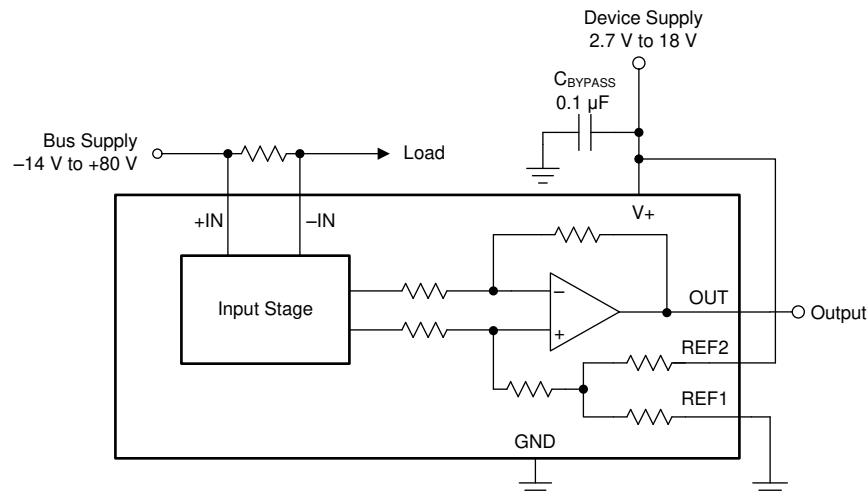 Device Supply
2.7 V to 18 V
C_BYPASS
0.1 µF
Bus Supply
–14 V to +80 V
Load
+IN
–IN
V+
Input Stage
–
+
OUT
Output
REF2
REF1
GND